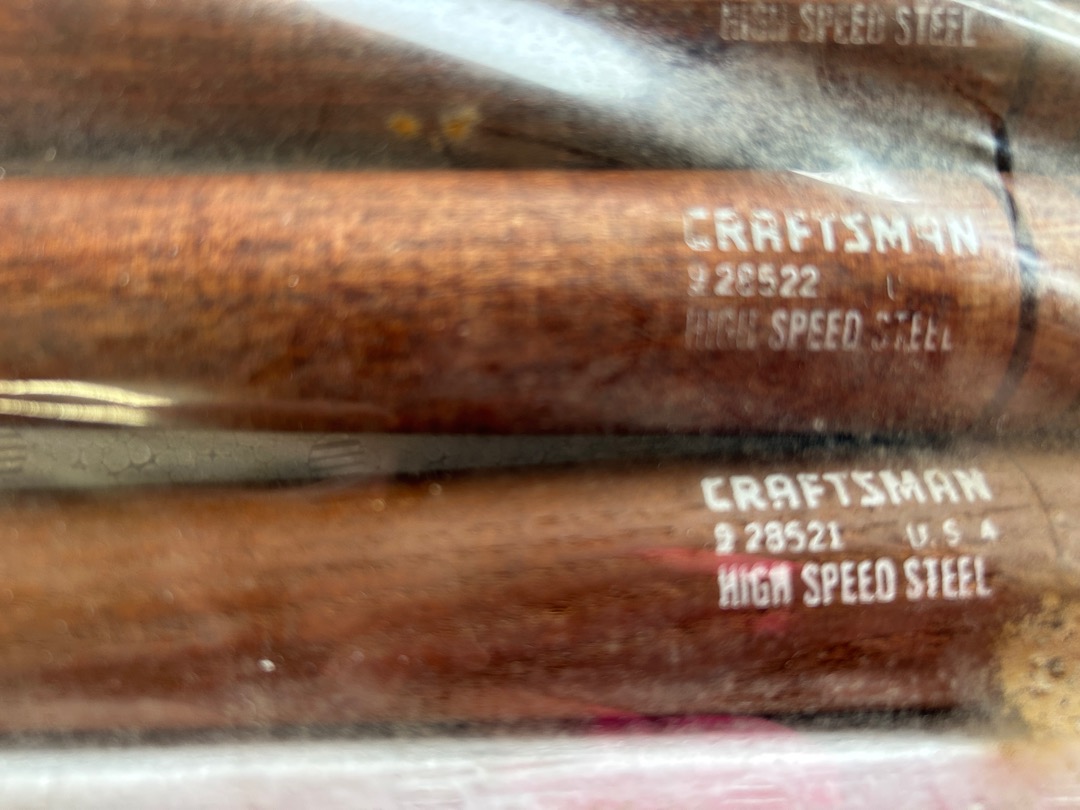 HIGH SPEED STEEL
CRAFTSMAN
9 28522 U
HIGH SPEED STEEL
CRAFTSMAN
9 28521 U.S A
HIGH SPEED STEEL